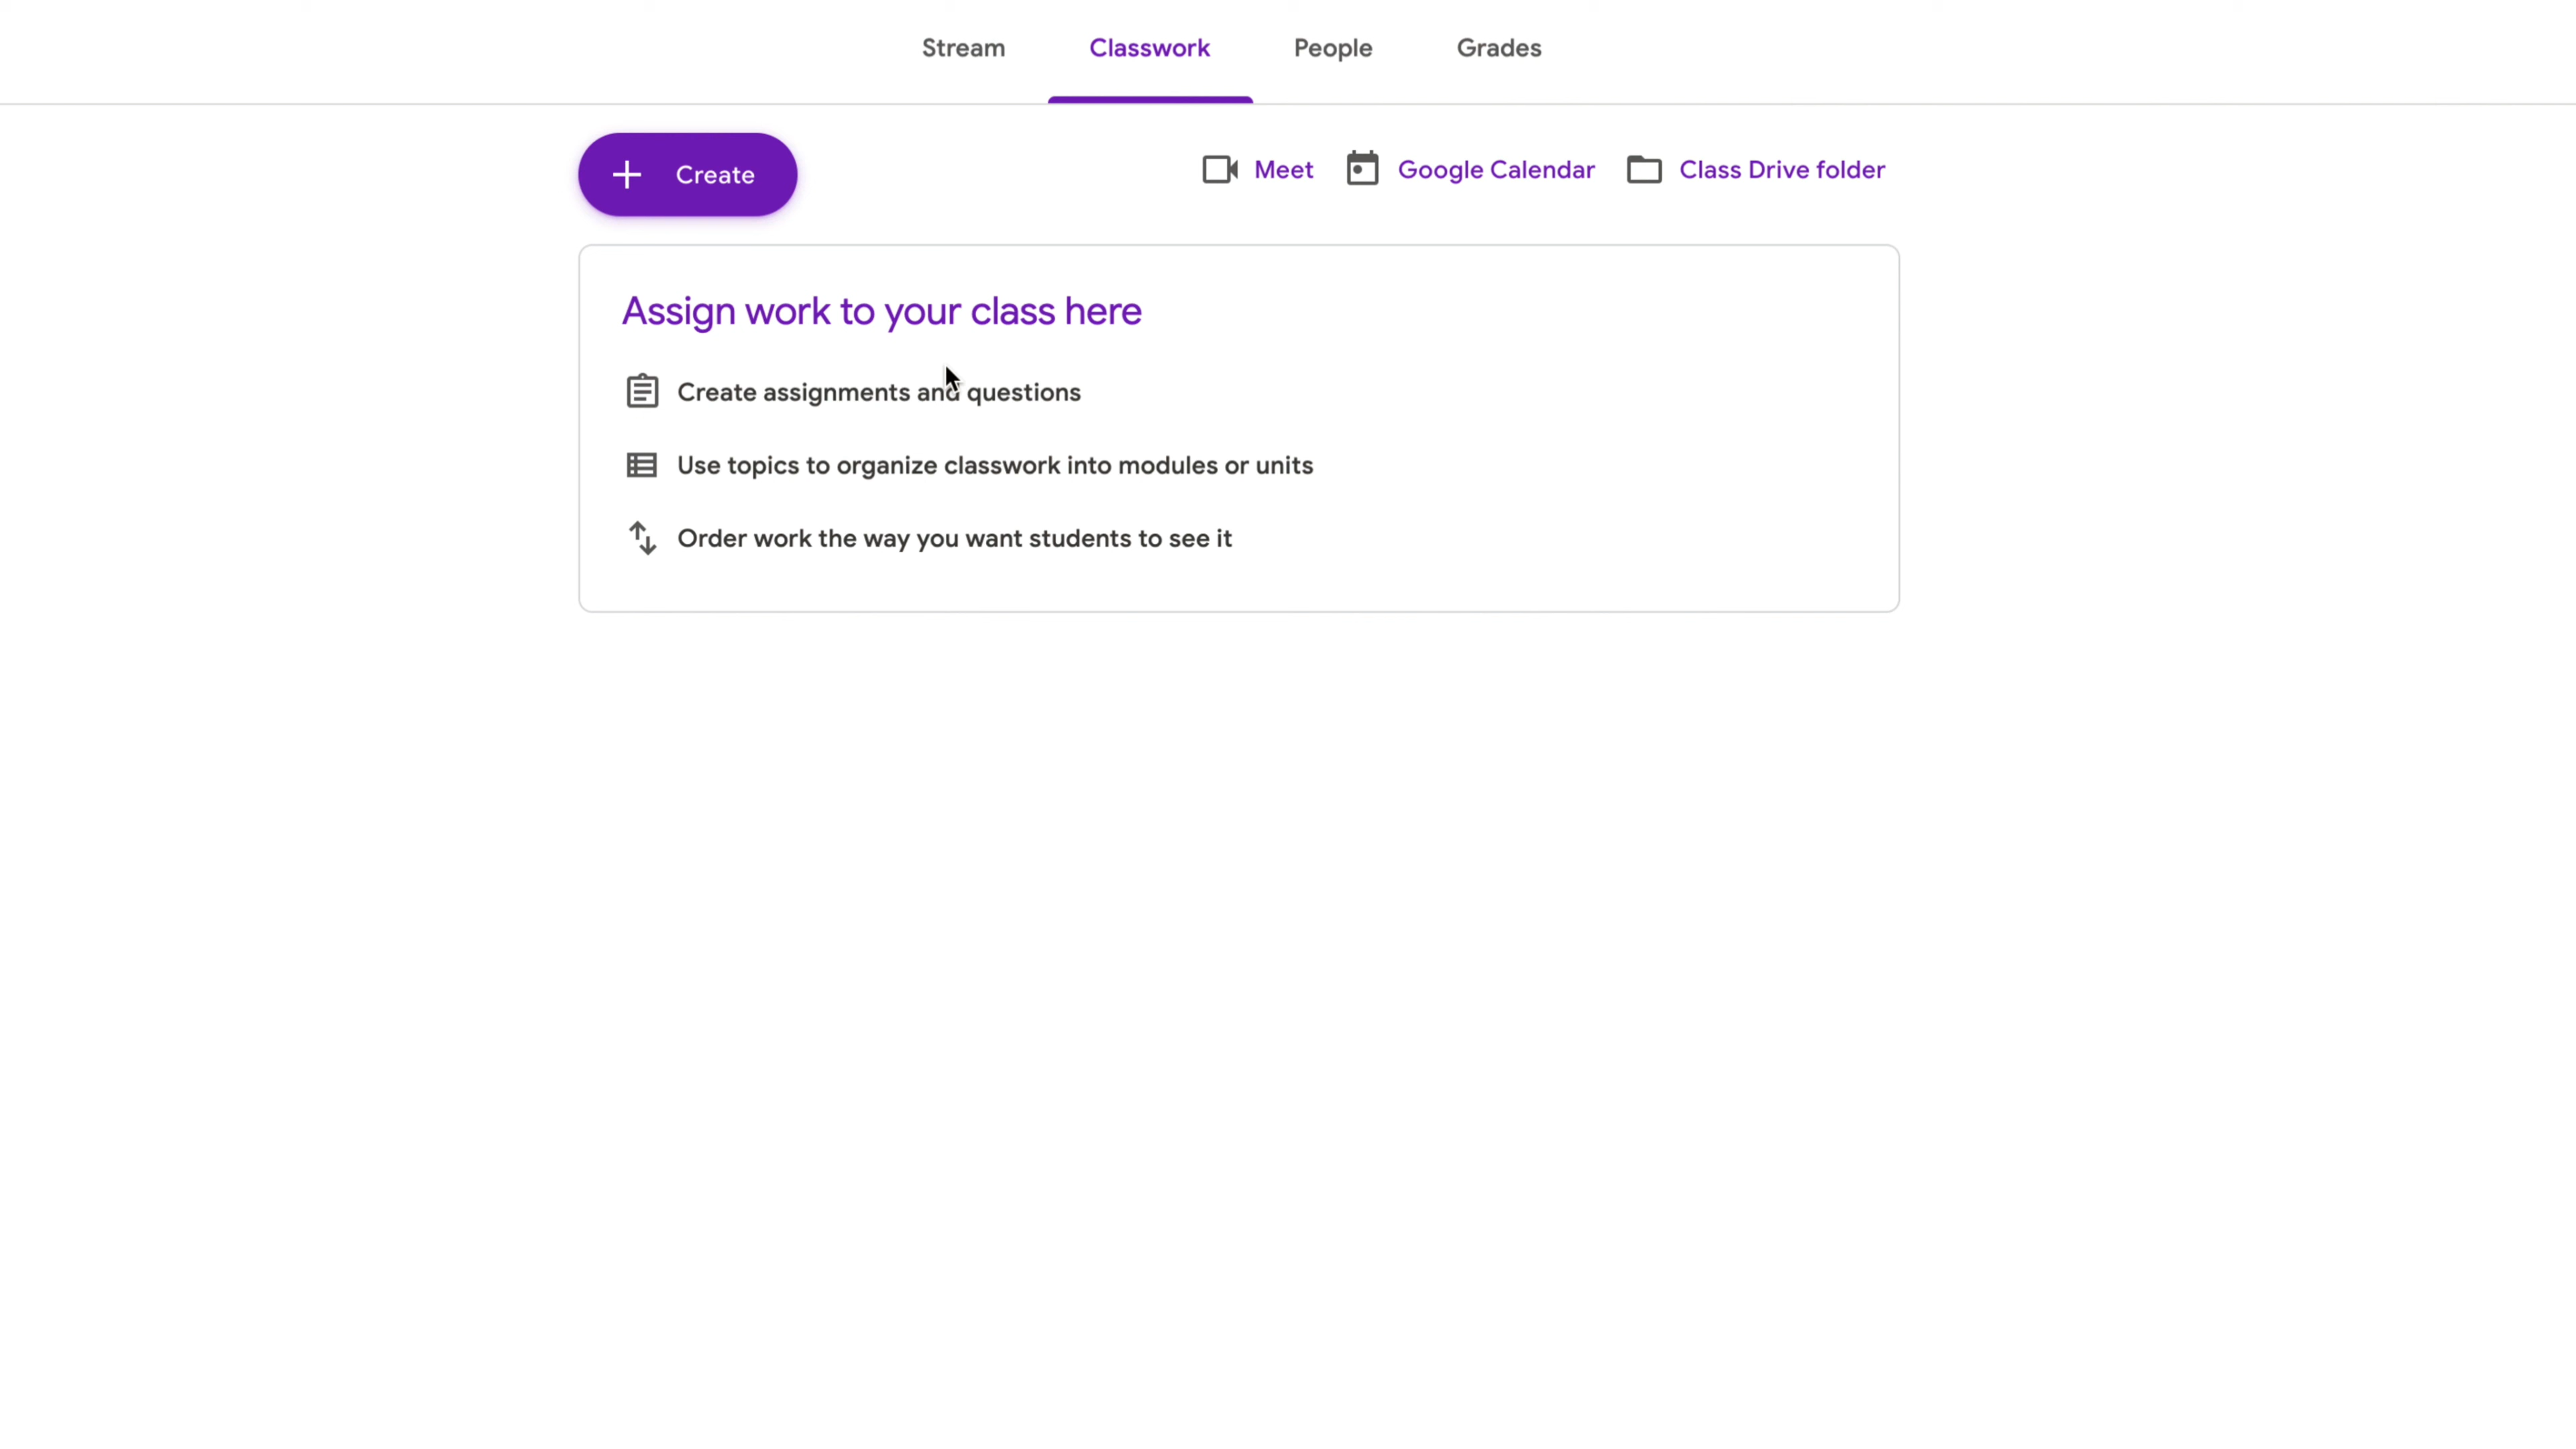 Stream Classwork People Grades
Create Meet Google Calendar Class Drive folder
Assign work to your class here
Create assignments and questions
Use topics to organize classwork into modules or units
Order work the way you want students to see it